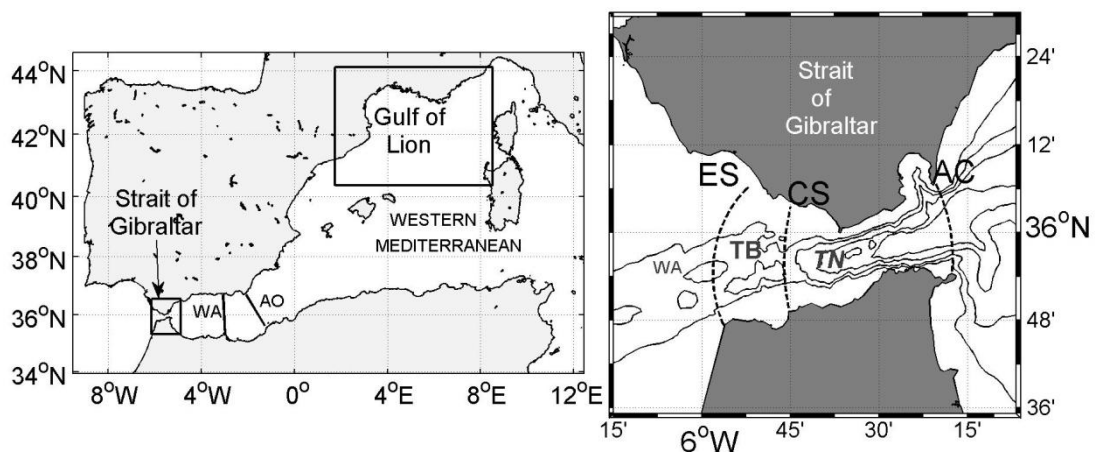 44°N
42°N
40°N
38°N
36°N
34°N
8°W
4°W
0°
4°E
8°E
12°E
Gulf of
Lion
Strait of
Gibraltar
WESTERN
MEDITERRANEAN
WA
AO
Strait
of
Gibraltar
ES
CS
AC
WA
TB
TN
24'
12'
36°N
48'
36'
15'
6°W
45'
30'
15'